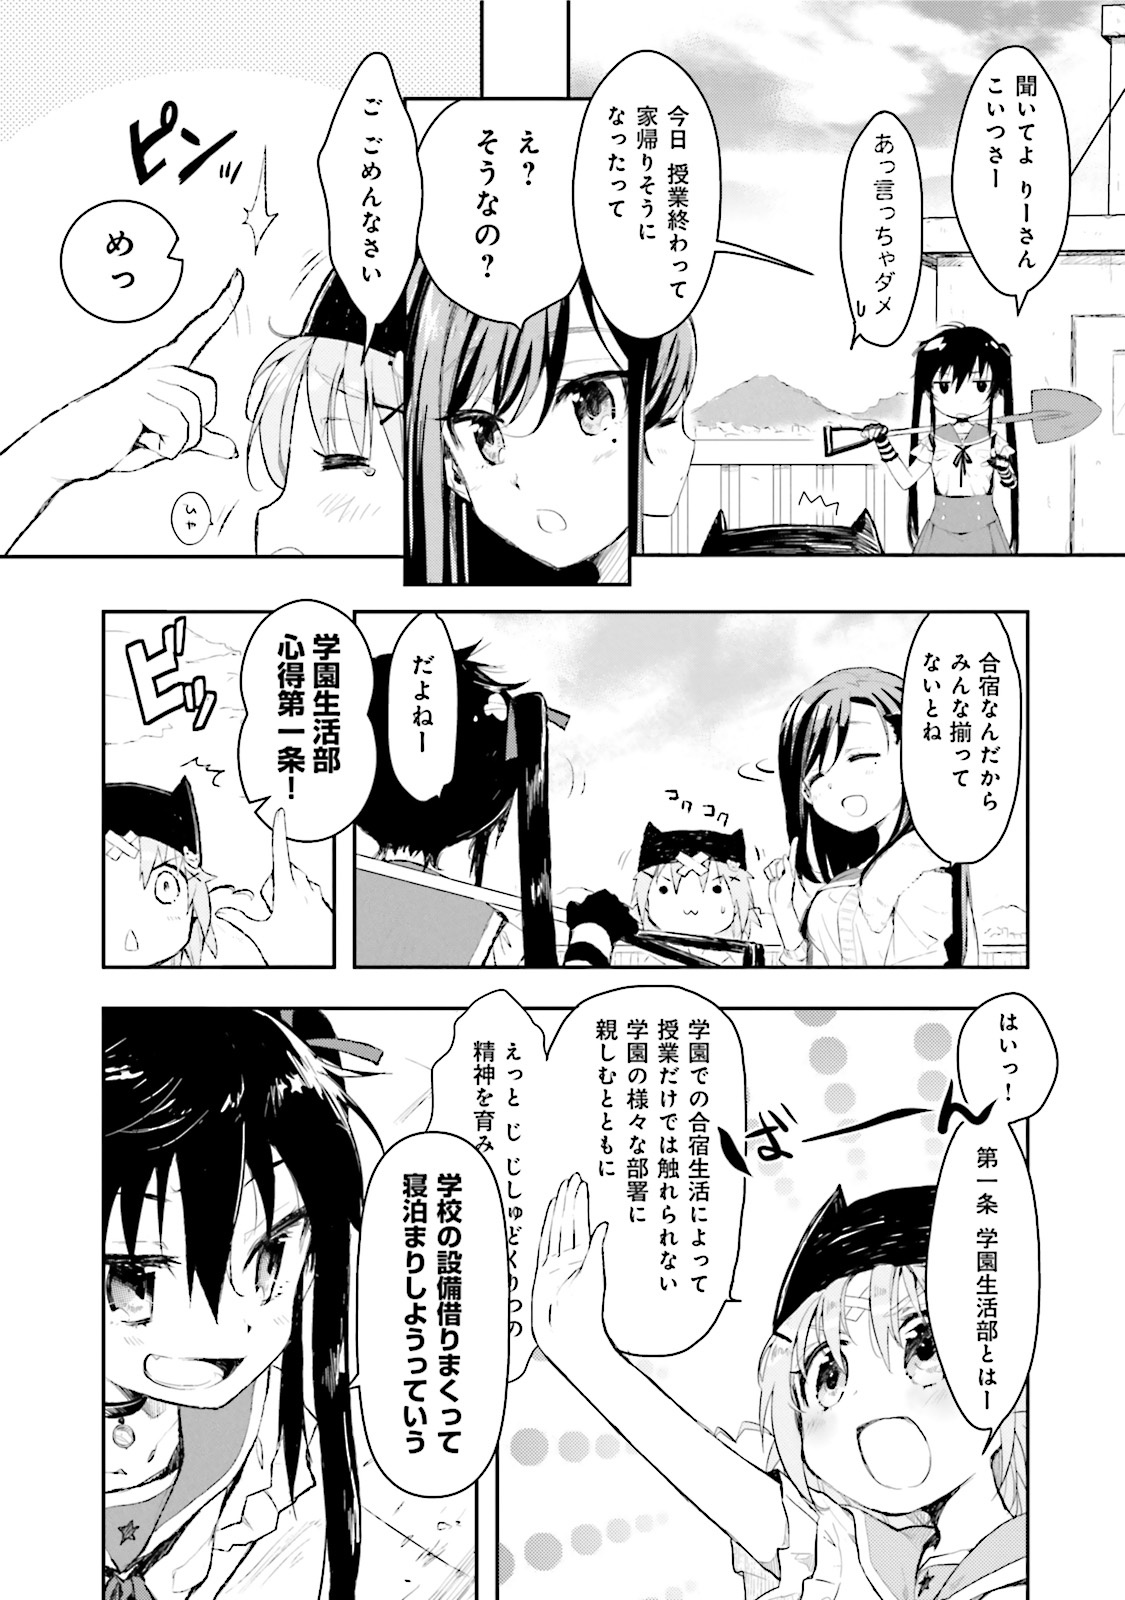 聞いてよ りーさん
こいつさー
あっ言っちゃダメ
今日 授業終わって
家帰りそうに
なったって
え?
そうなの?
ご ごめんなさい
ピンッ
めっ
ひゃ
合宿なんだから
みんな揃って
ないとね
コク
コク
だよねー
学園生活部
心得第一条!
ビッ
はいっ!
第一条 学園生活部とはー
ばーーん
学園での合宿生活によって
授業だけでは触れられない
学園の様々な部署に
親しむとともに
えっと じ じしゅどくりつの
精神を育み
学校の設備借りまくって
寝泊まりしようっていう